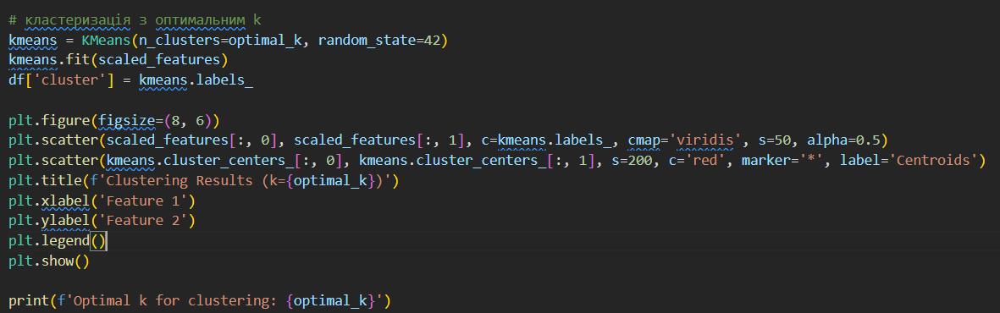 # кластеризація з оптимальним k
kmeans = KMeans(n_clusters=optimal_k, random_state=42)
kmeans.fit(scaled_features)
df['cluster'] = kmeans.labels_
plt.figure(figsize=(8, 6))
plt.scatter(scaled_features[:, 0], scaled_features[:, 1], c=kmeans.labels_, cmap='viridis', s=50, alpha=0.5)
plt.scatter(kmeans.cluster_centers_[:, 0], kmeans.cluster_centers_[:, 1], s=200, c='red', marker='*', label='Centroids')
plt.title(f'Clustering Results (k={optimal_k})')
plt.xlabel('Feature 1')
plt.ylabel('Feature 2')
plt.legend()
plt.show()
print(f'Optimal k for clustering: {optimal_k}')